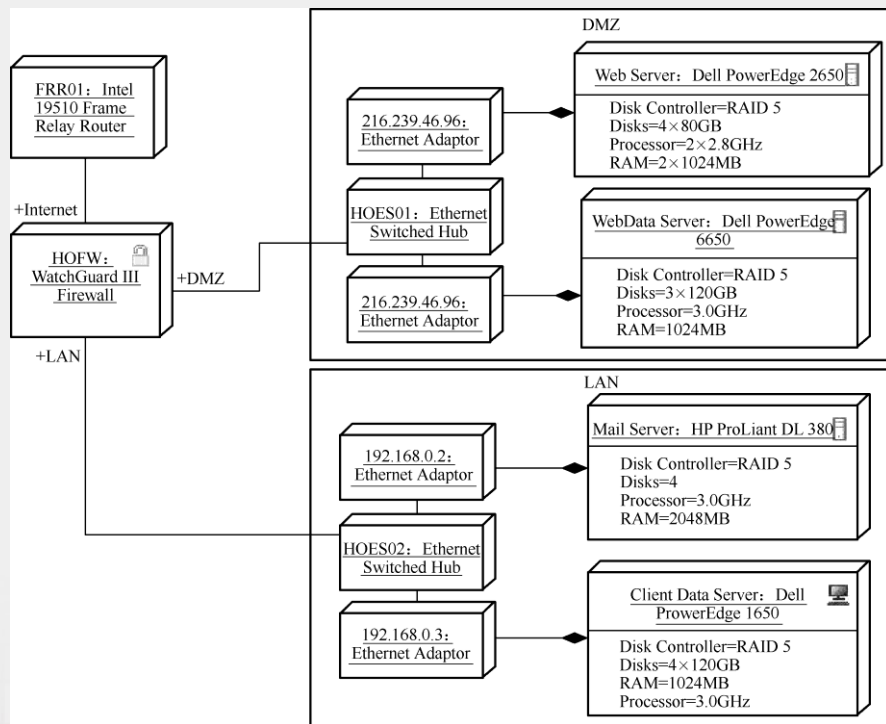 DMZ
FRR01：Intel
19510 Frame
Relay Router
Web Server：Dell PowerEdge 2650
Disk Controller=RAID 5
Disks=4×80GB
Processor=2×2.8GHz
RAM=2×1024MB
216.239.46.96：
Ethernet Adaptor
+Internet
HOES01：Ethernet
Switched Hub
WebData Server：Dell PowerEdge
6650
Disk Controller=RAID 5
Disks=3×120GB
Processor=3.0GHz
RAM=1024MB
HOFW：
WatchGuard III
Firewall
+DMZ
216.239.46.96：
Ethernet Adaptor
+LAN
LAN
Mail Server：HP ProLiant DL 380
Disk Controller=RAID 5
Disks=4
Processor=3.0GHz
RAM=2048MB
192.168.0.2：
Ethernet Adaptor
HOES02：Ethernet
Switched Hub
Client Data Server：Dell
ProwerEdge 1650
Disk Controller=RAID 5
Disks=4×120GB
RAM=1024MB
Processor=3.0GHz
192.168.0.3：
Ethernet Adaptor